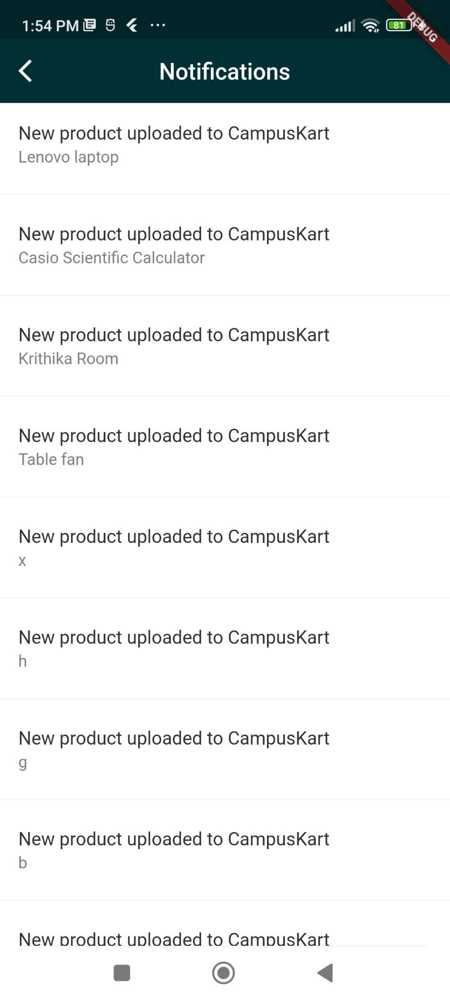 1:54 PM
81
DEBUG
Notifications
New product uploaded to CampusKart
Lenovo laptop
New product uploaded to CampusKart
Casio Scientific Calculator
New product uploaded to CampusKart
Krithika Room
New product uploaded to CampusKart
Table fan
New product uploaded to CampusKart
x
New product uploaded to CampusKart
h
New product uploaded to CampusKart
g
New product uploaded to CampusKart
b
New product uploaded to CampusKart